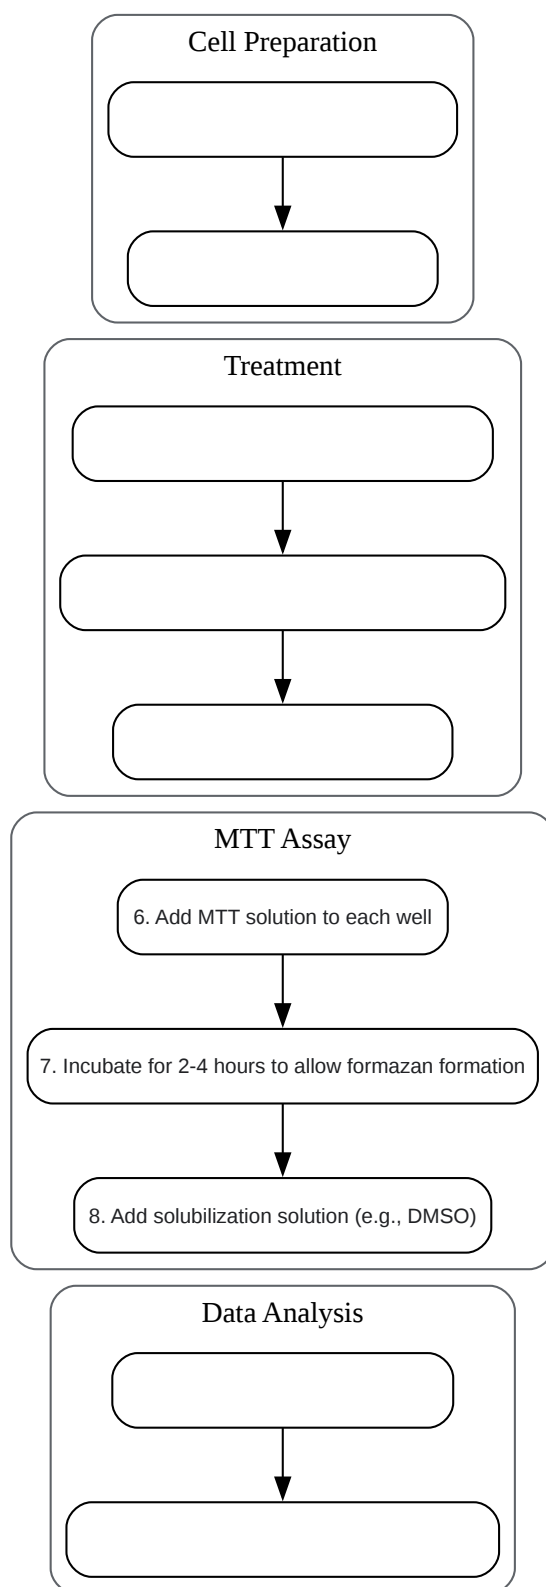 Cell Preparation
Treatment
MTT Assay
6. Add MTT solution to each well
7. Incubate for 2-4 hours to allow formazan formation
8. Add solubilization solution (e.g., DMSO)
Data Analysis